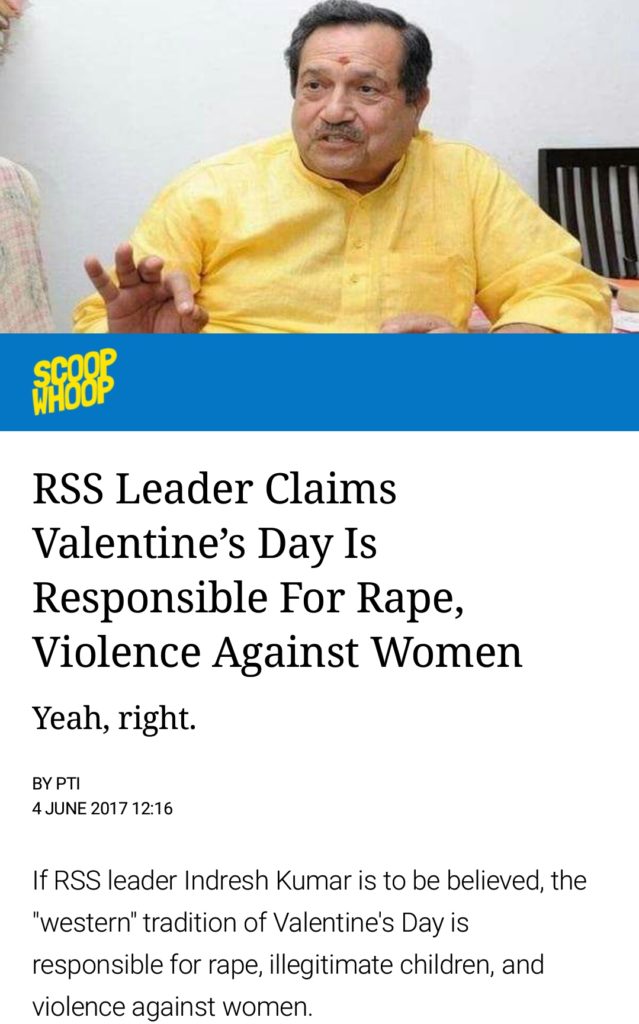 SCOOP
WHOOP
RSS Leader Claims
Valentine’s Day Is
Responsible For Rape,
Violence Against Women
Yeah, right.
BY PTI
4 JUNE 2017 12:16
If RSS leader Indresh Kumar is to be believed, the
"western" tradition of Valentine's Day is
responsible for rape, illegitimate children, and
violence against women.